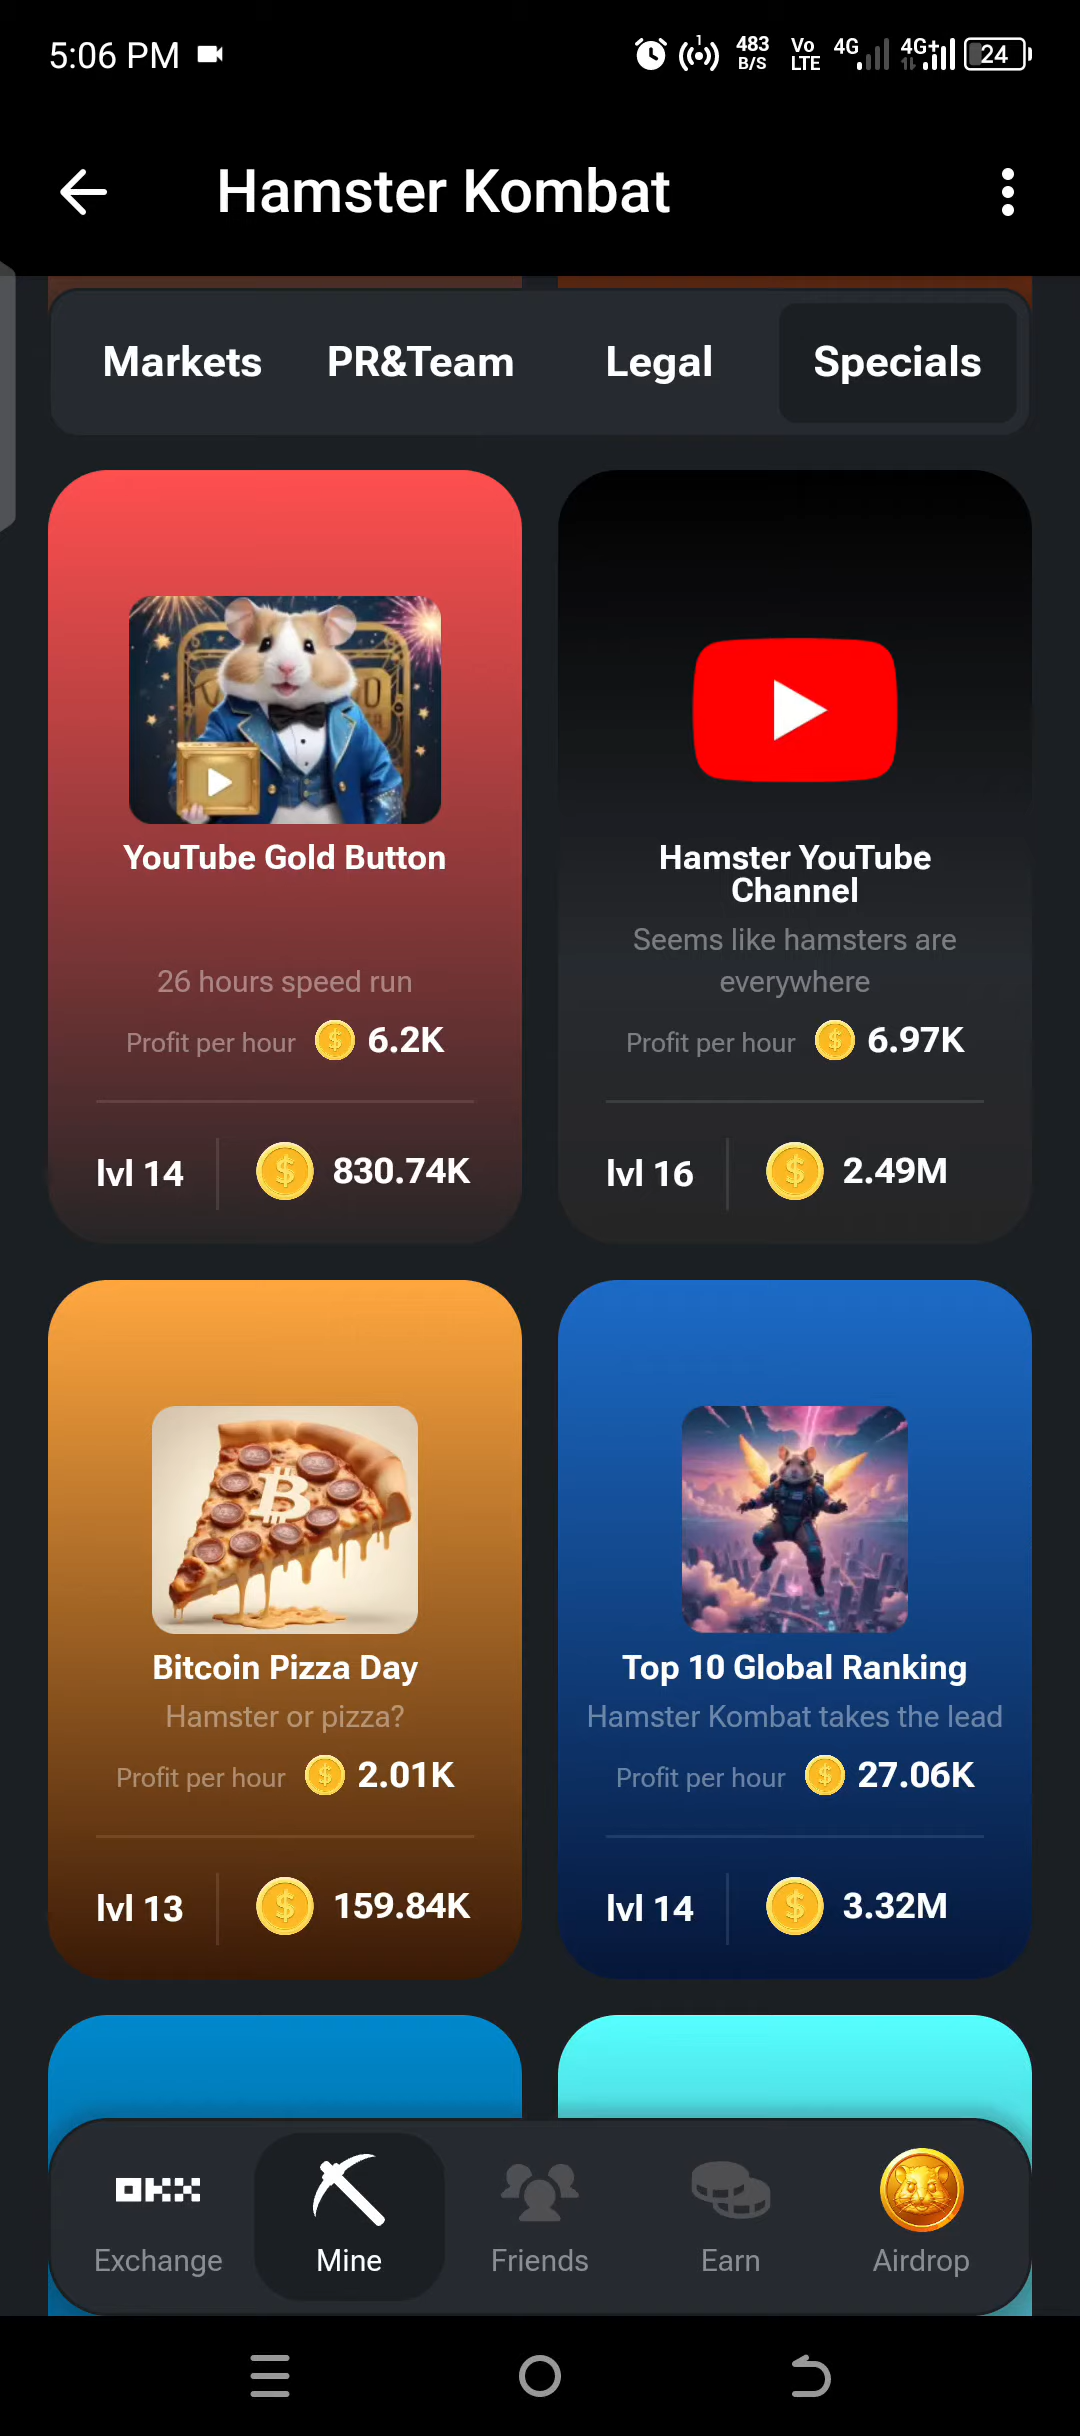 5:06 PM
1
483 B/S
Vo LTE
4G
4G+
24
Hamster Kombat
Markets PR&Team Legal Specials
YouTube Gold Button
26 hours speed run
Profit per hour 6.2K
lvl 14 830.74K
Hamster YouTube
Channel
Seems like hamsters are
everywhere
Profit per hour 6.97K
lvl 16 2.49M
Bitcoin Pizza Day
Hamster or pizza?
Profit per hour 2.01K
lvl 13 159.84K
Top 10 Global Ranking
Hamster Kombat takes the lead
Profit per hour 27.06K
lvl 14 3.32M
OKX
Exchange Mine Friends Earn Airdrop